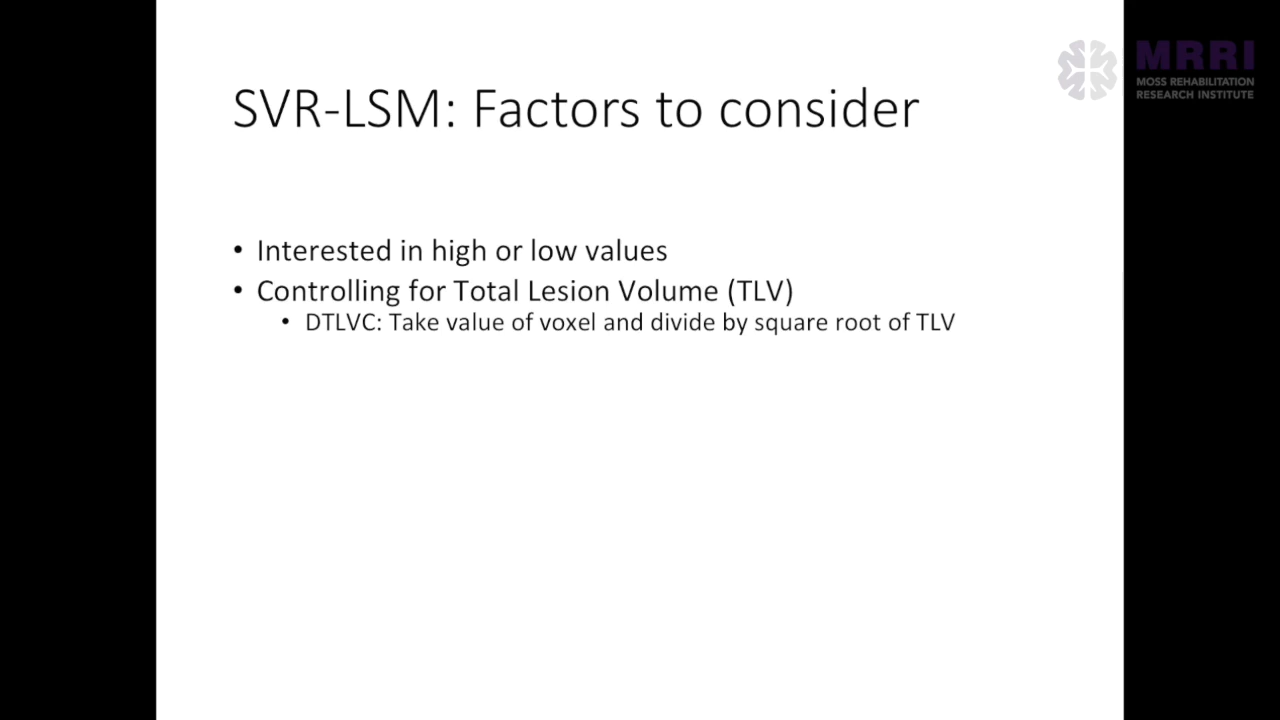 MRRI
MOSS REHABILITATION
RESEARCH INSTITUTE
SVR-LSM: Factors to consider
• Interested in high or low values
• Controlling for Total Lesion Volume (TLV)
• DTLVC: Take value of voxel and divide by square root of TLV